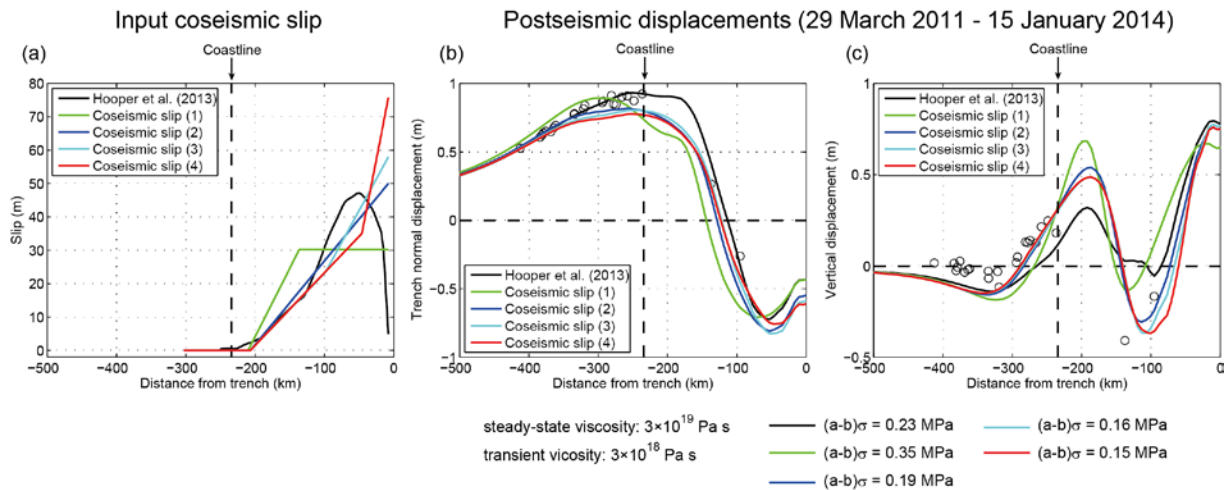 Input coseismic slip
Postseismic displacements (29 March 2011 - 15 January 2014)
(a)
Coastline
80
70
60
50
40
30
20
10
0
Slip (m)
Hooper et al. (2013)
Coseismic slip (1)
Coseismic slip (2)
Coseismic slip (3)
Coseismic slip (4)
−500
−400
−300
−200
−100
0
Distance from trench (km)
(b)
Coastline
1
0.5
0
−0.5
−1
Trench normal displacement (m)
Hooper et al. (2013)
Coseismic slip (1)
Coseismic slip (2)
Coseismic slip (3)
Coseismic slip (4)
−500
−400
−300
−200
−100
0
Distance from trench (km)
(c)
Coastline
1
0.5
0
−0.5
Vertical displacement (m)
Hooper et al. (2013)
Coseismic slip (1)
Coseismic slip (2)
Coseismic slip (3)
Coseismic slip (4)
−500
−400
−300
−200
−100
0
Distance from trench (km)
steady-state viscosity: 3×10¹⁹ Pa s
transient vicosity: 3×10¹⁸ Pa s
(a-b)σ = 0.23 MPa
(a-b)σ = 0.35 MPa
(a-b)σ = 0.19 MPa
(a-b)σ = 0.16 MPa
(a-b)σ = 0.15 MPa